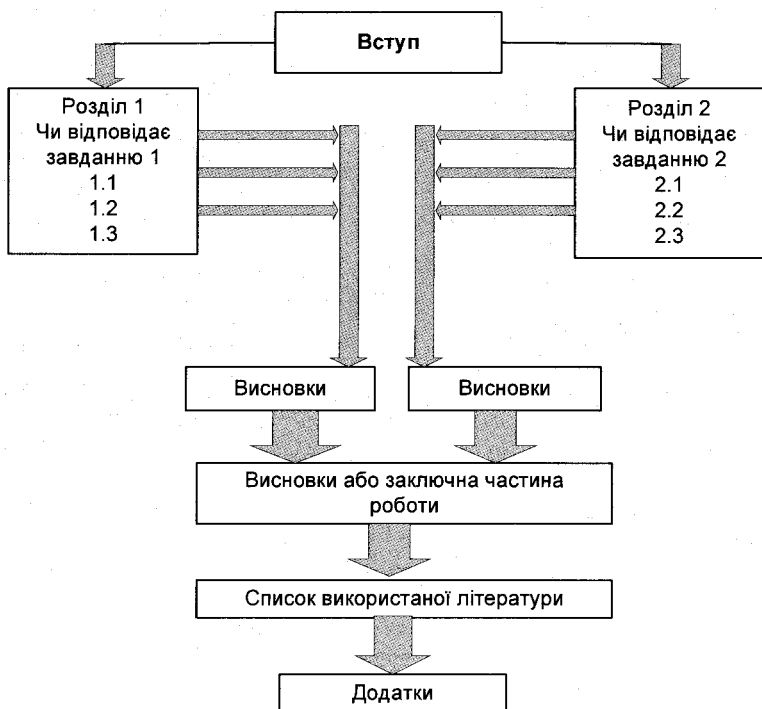 Вступ
Розділ 1
Чи відповідає
завданню 1
1.1
1.2
1.3
Розділ 2
Чи відповідає
завданню 2
2.1
2.2
2.3
Висновки
Висновки
Висновки або заключна частина
роботи
Список використаної літератури
Додатки